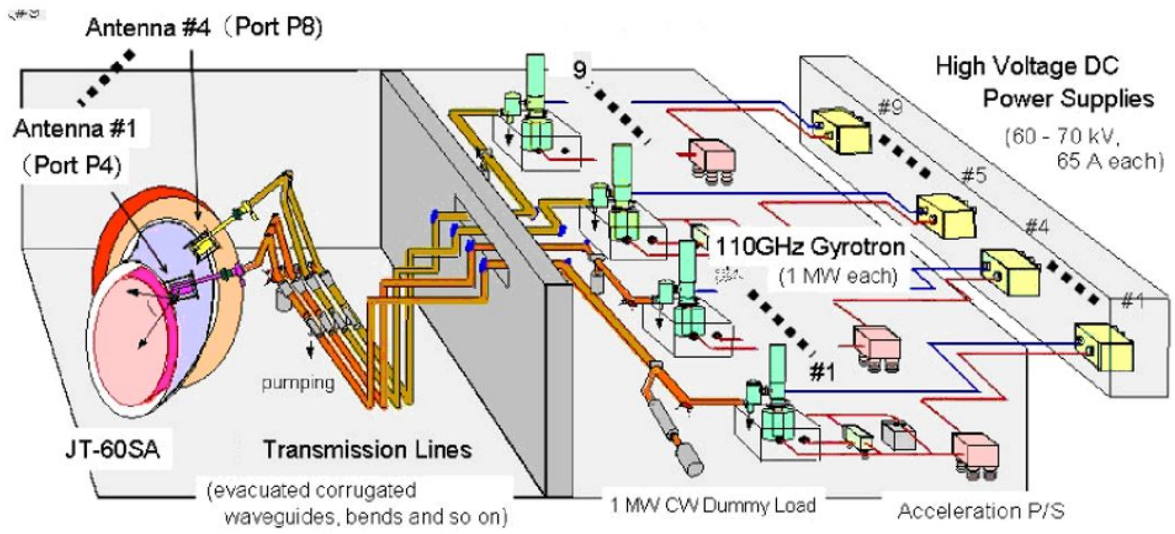 Antenna #4 (Port P8)
Antenna #1
(Port P4)
9
High Voltage DC
Power Supplies
(60 - 70 kV,
65 A each)
#9
#5
#4
#1
110GHz Gyrotron
(1 MW each)
#1
pumping
JT-60SA
Transmission Lines
(evacuated corrugated
waveguides, bends and so on)
1 MW CW Dummy Load
Acceleration P/S